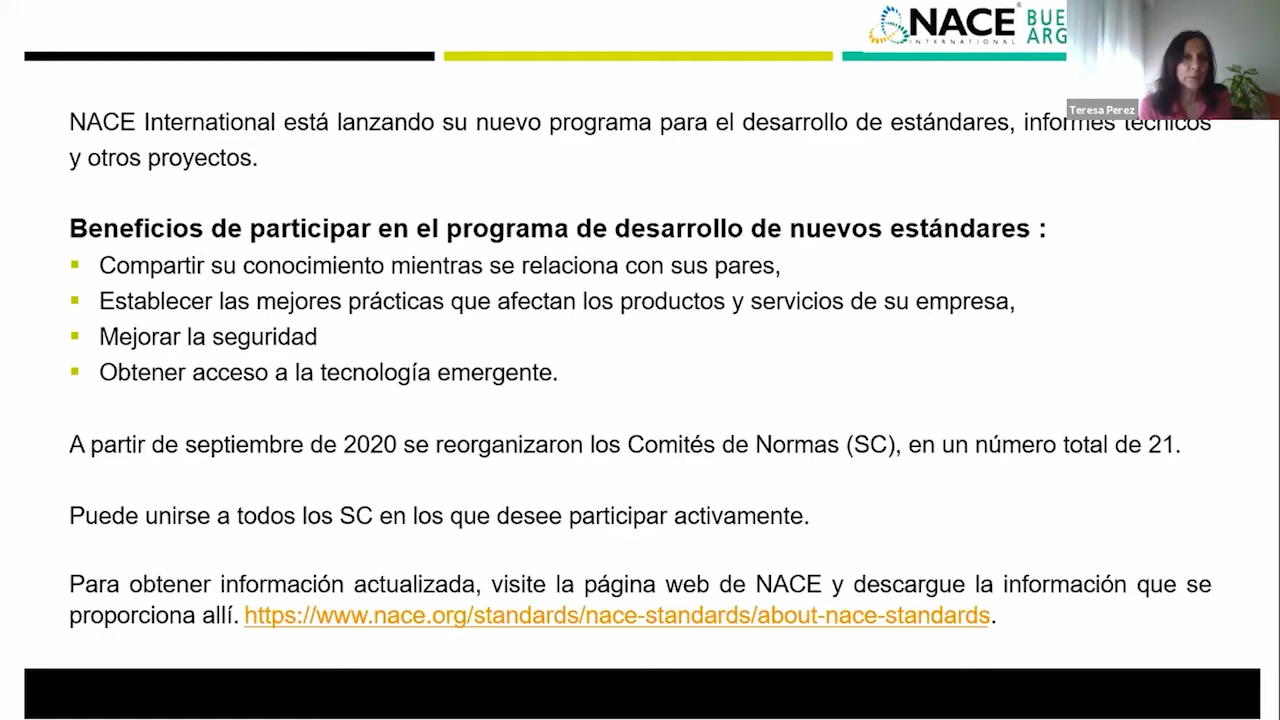 NACE BUE
INTERNATIONAL ARG
Teresa Perez
NACE International está lanzando su nuevo programa para el desarrollo de estándares, informes técnicos
y otros proyectos.
Beneficios de participar en el programa de desarrollo de nuevos estándares :
Compartir su conocimiento mientras se relaciona con sus pares,
Establecer las mejores prácticas que afectan los productos y servicios de su empresa,
Mejorar la seguridad
Obtener acceso a la tecnología emergente.
A partir de septiembre de 2020 se reorganizaron los Comités de Normas (SC), en un número total de 21.
Puede unirse a todos los SC en los que desee participar activamente.
Para obtener información actualizada, visite la página web de NACE y descargue la información que se
proporciona allí. https://www.nace.org/standards/nace-standards/about-nace-standards.